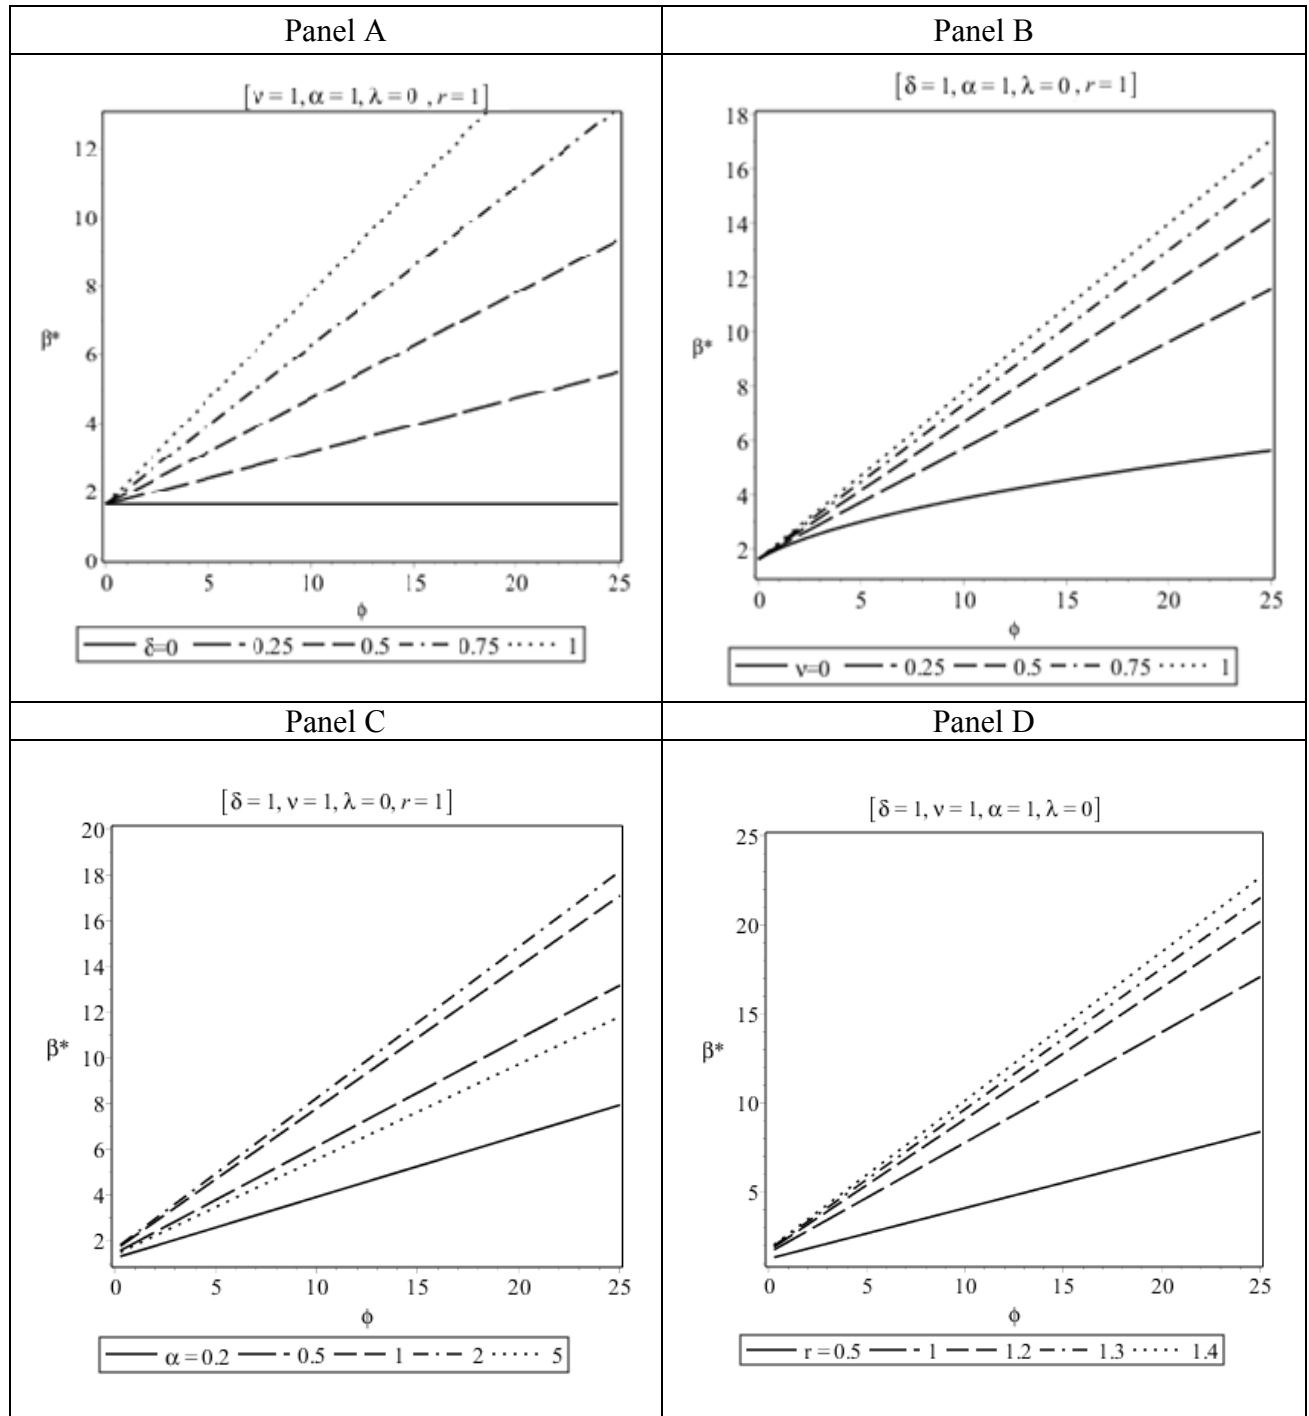 Panel A
Panel B
[ν = 1, α = 1, λ = 0 , r = 1]
12
10
8
β*
6
4
2
0
0 5 10 15 20 25
ϕ
δ=0 0.25 0.5 0.75 1
[δ = 1, α = 1, λ = 0 , r = 1]
18
16
14
12
10
β*
8
6
4
2
0 5 10 15 20 25
ϕ
ν=0 0.25 0.5 0.75 1
Panel C
Panel D
[δ = 1, ν = 1, λ = 0, r = 1]
20
18
16
14
12
β*
10
8
6
4
2
0 5 10 15 20 25
ϕ
α = 0.2 0.5 1 2 5
[δ = 1, ν = 1, α = 1, λ = 0]
25
20
15
β*
10
5
0 5 10 15 20 25
ϕ
r = 0.5 1 1.2 1.3 1.4